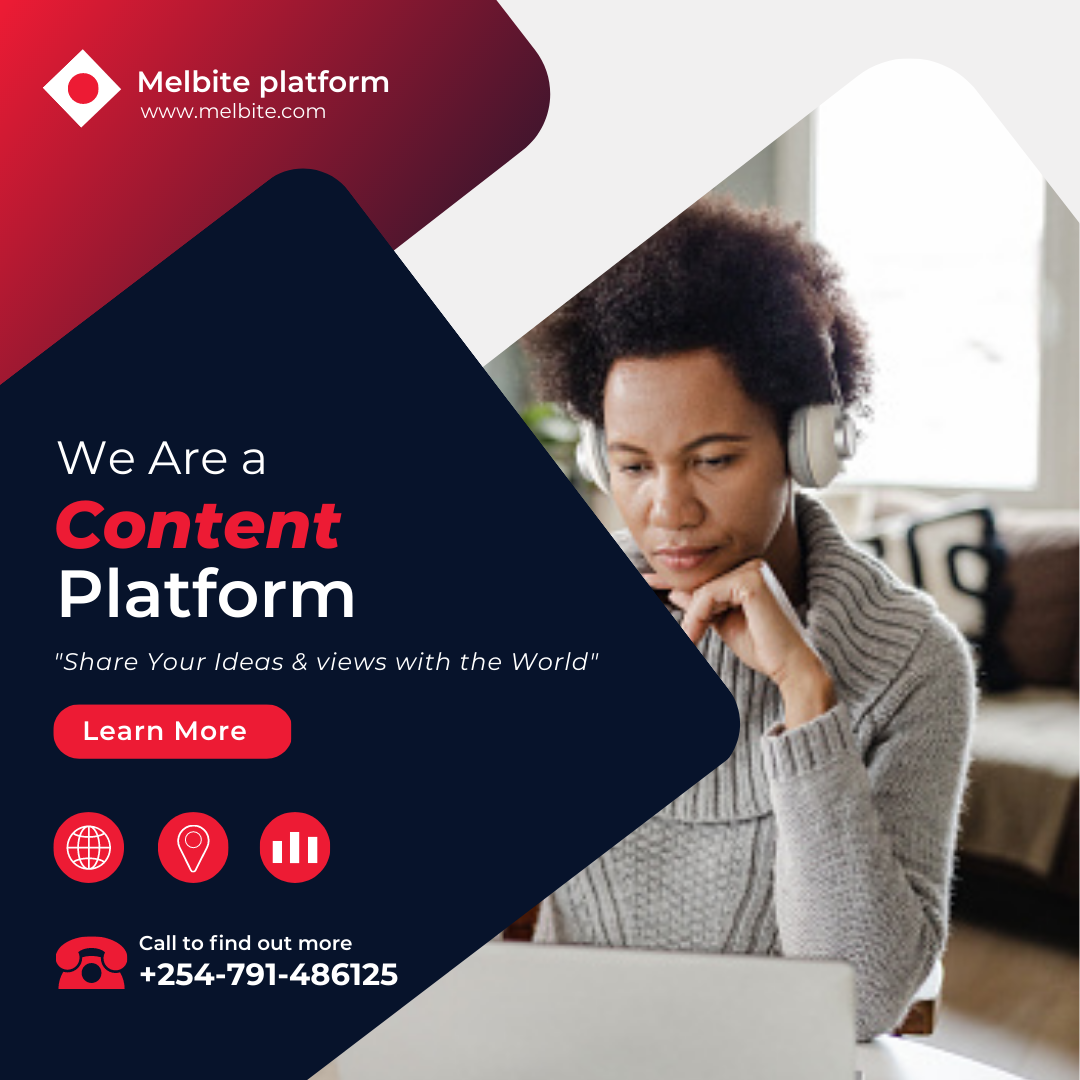 Melbite platform
www.melbite.com
We Are a
Content
Platform
"Share Your Ideas & views with the World"
Learn More
Call to find out more
+254-791-486125